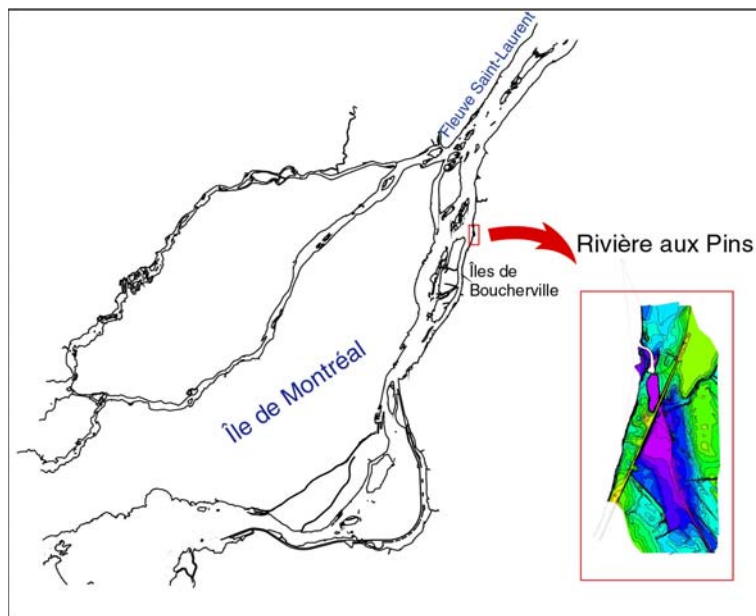 Fleuve Saint-Laurent
Rivière aux Pins
Îles de
Boucherville
Île de Montréal